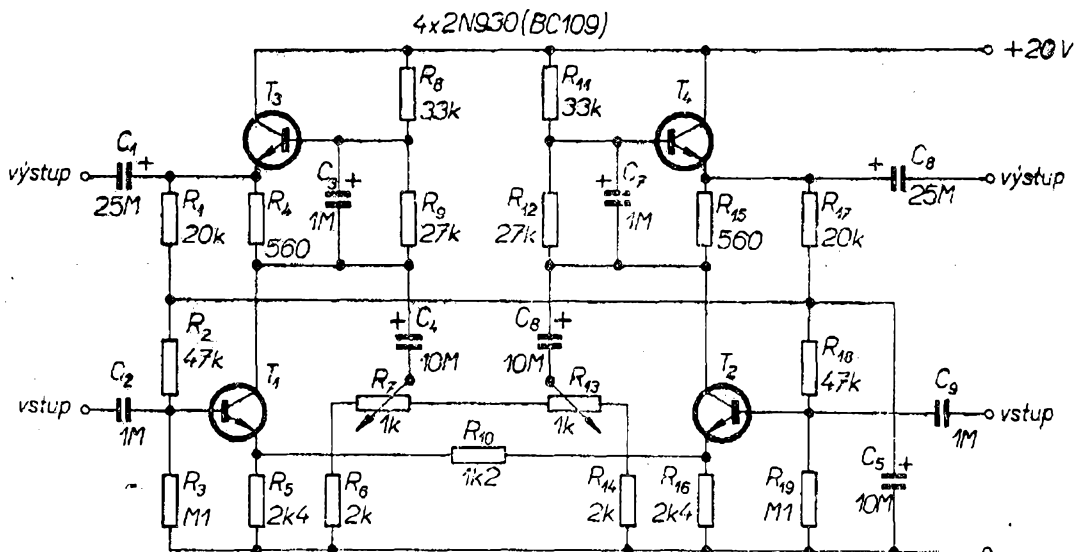 4x2N930(BC109)
+20V
T3
R8
33k
R11
33k
T4
C1
+
výstup
25M
R1
20k
R4
560
C3
+
1M
R9
27k
R12
27k
+
C7
1M
R15
560
R17
20k
+
C8
25M
výstup
R2
47k
+
C4
10M
C8
+
10M
R18
47k
C2
vstup
1M
T1
R7
1k
R13
1k
T2
C9
vstup
1M
R10
1k2
R3
M1
R5
2k4
R6
2k
R14
2k
R16
2k4
R19
M1
C5
+
10M